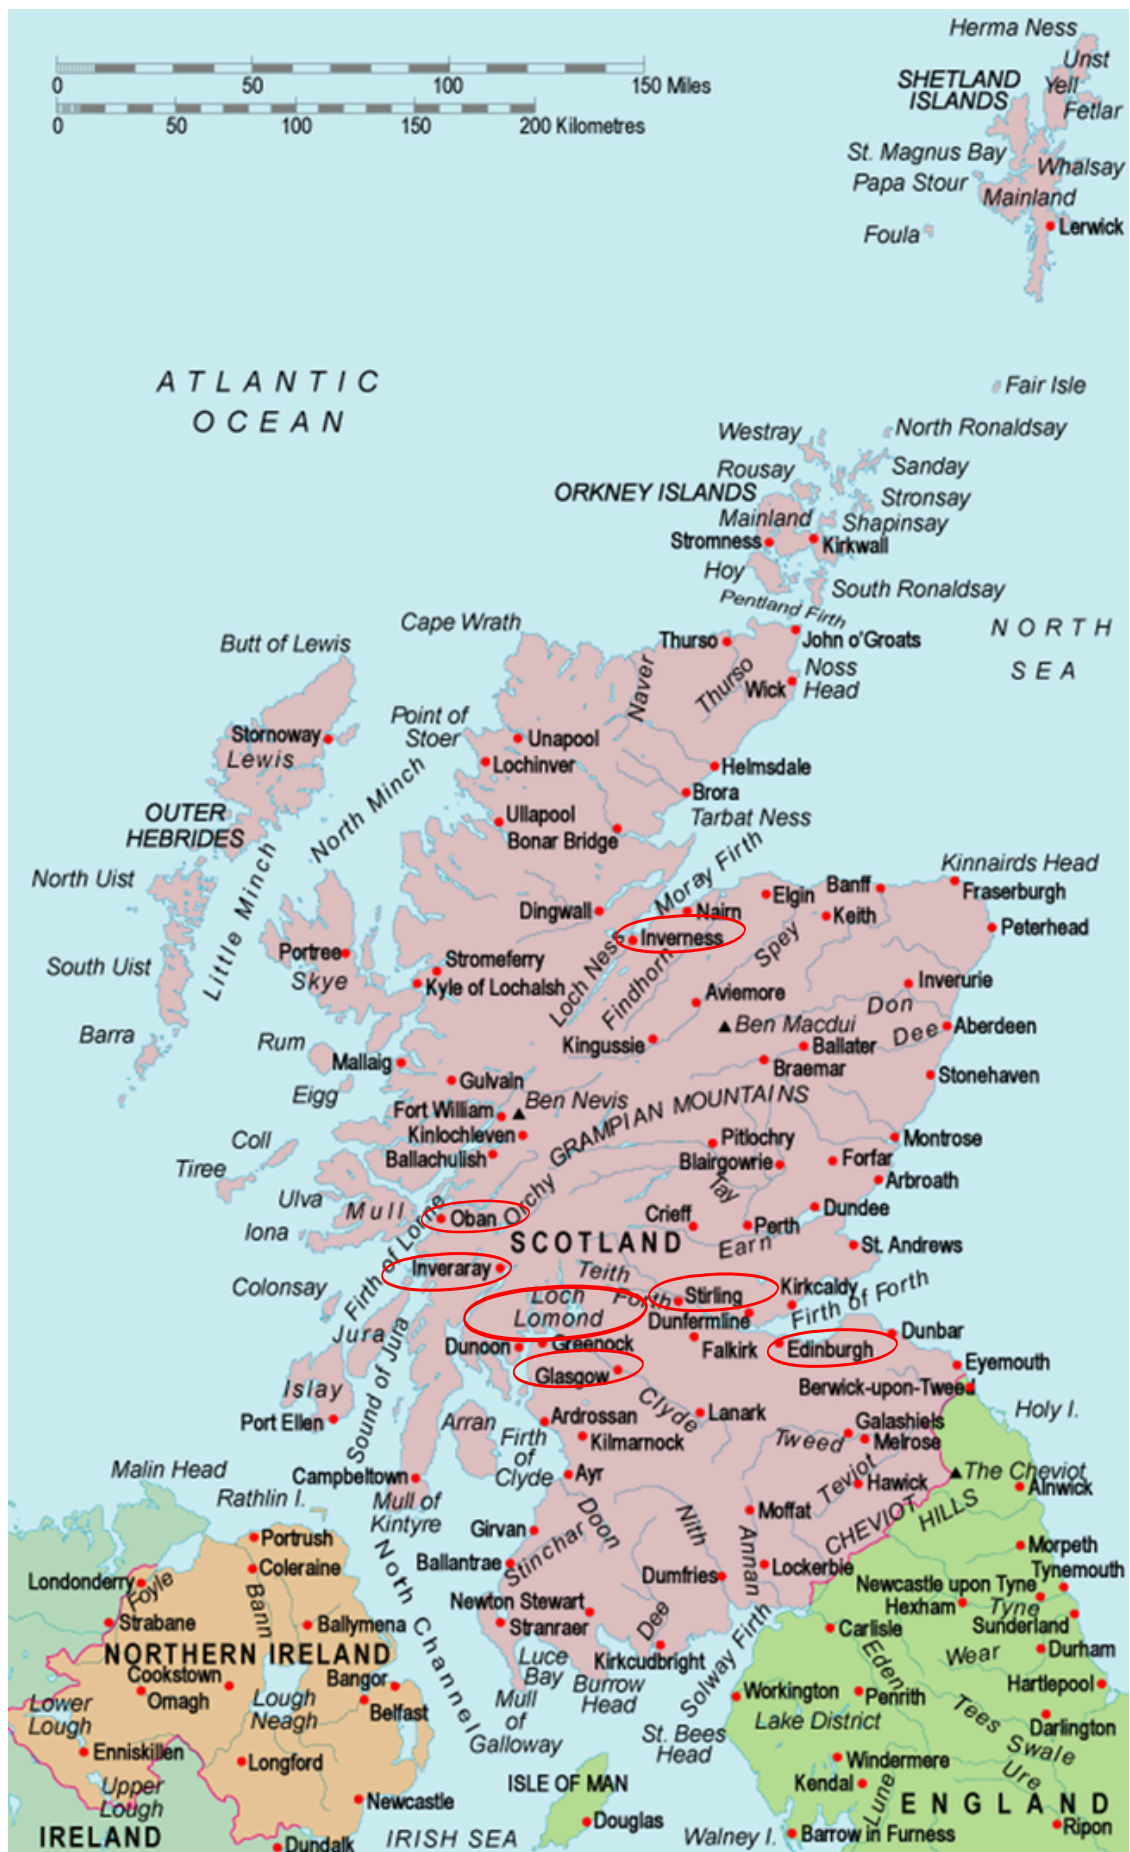 Herma Ness
Unst
SHETLAND
ISLANDS
Yell
Fetlar
0 50 100 150 Miles
0 50 100 150 200 Kilometres
St. Magnus Bay
Whalsay
Papa Stour
Mainland
Foula
Lerwick
ATLANTIC
OCEAN
Fair Isle
Westray
North Ronaldsay
Rousay
Sanday
ORKNEY ISLANDS
Stronsay
Mainland
Shapinsay
Stromness
Kirkwall
Hoy
South Ronaldsay
Pentland Firth
NORTH
SEA
Cape Wrath
Butt of Lewis
Thurso
John o'Groats
Naver
Thurso
Noss
Head
Wick
Point of
Stoer
Stornoway
Lewis
Unapool
Lochinver
Helmsdale
North Minch
Brora
OUTER
HEBRIDES
Ullapool
Tarbat Ness
Bonar Bridge
Little Minch
Moray Firth
Kinnairds Head
North Uist
Banff
Fraserburgh
Elgin
Dingwall
Nairn
Keith
Peterhead
Inverness
Loch Ness
Findhorn
Spey
Portree
Skye
Stromeferry
Kyle of Lochalsh
South Uist
Inverurie
Aviemore
Don
Barra
Rum
Ben Macdui
Dee
Aberdeen
Kingussie
Ballater
Mallaig
Braemar
Stonehaven
Gulvain
Eigg
Ben Nevis
GRAMPIAN MOUNTAINS
Fort William
Kinlochleven
Coll
Pitlochry
Montrose
Ballachulish
Tiree
Blairgowrie
Forfar
Arbroath
Ulva
Mull
Orchy
Tay
Oban
Crieff
Dundee
Iona
Firth of Lorne
Perth
SCOTLAND
Earn
St. Andrews
Inveraray
Teith
Colonsay
Loch
Lomond
Forth
Stirling
Kirkcaldy
Firth of Forth
Dunfermline
Jura
Sound of Jura
Dunoon
Greenock
Falkirk
Edinburgh
Dunbar
Eyemouth
Glasgow
Islay
Berwick-upon-Tweed
Port Ellen
Arran
Ardrossan
Clyde
Lanark
Galashiels
Holy I.
Firth
of
Clyde
Kilmarnock
Tweed
Melrose
Malin Head
Campbeltown
Ayr
Teviot
Hawick
The Cheviot
Alnwick
Rathlin I.
Mull of
Kintyre
CHEVIOT HILLS
Doon
Nith
Moffat
Portrush
Girvan
Stinchar
Annan
Morpeth
Coleraine
Ballantrae
Lockerbie
Tynemouth
Londonderry
Foyle
Bann
North Channel
Dumfries
Newcastle upon Tyne
Hexham
Tyne
Newton Stewart
Strabane
Ballymena
Stranraer
Dee
Sunderland
Carlisle
NORTHERN IRELAND
Luce
Bay
Kirkcudbright
Solway Firth
Eden
Wear
Durham
Cookstown
Bangor
Burrow
Head
Hartlepool
Lower
Lough
Omagh
Lough
Neagh
Belfast
Mull
of
Galloway
Workington
Penrith
Lake District
Tees
Darlington
St. Bees
Head
Swale
Enniskillen
Longford
Windermere
Ure
Upper
Lough
ISLE OF MAN
Kendal
Lune
ENGLAND
Newcastle
Douglas
Ripon
IRELAND
Dundalk
IRISH SEA
Walney I.
Barrow in Furness